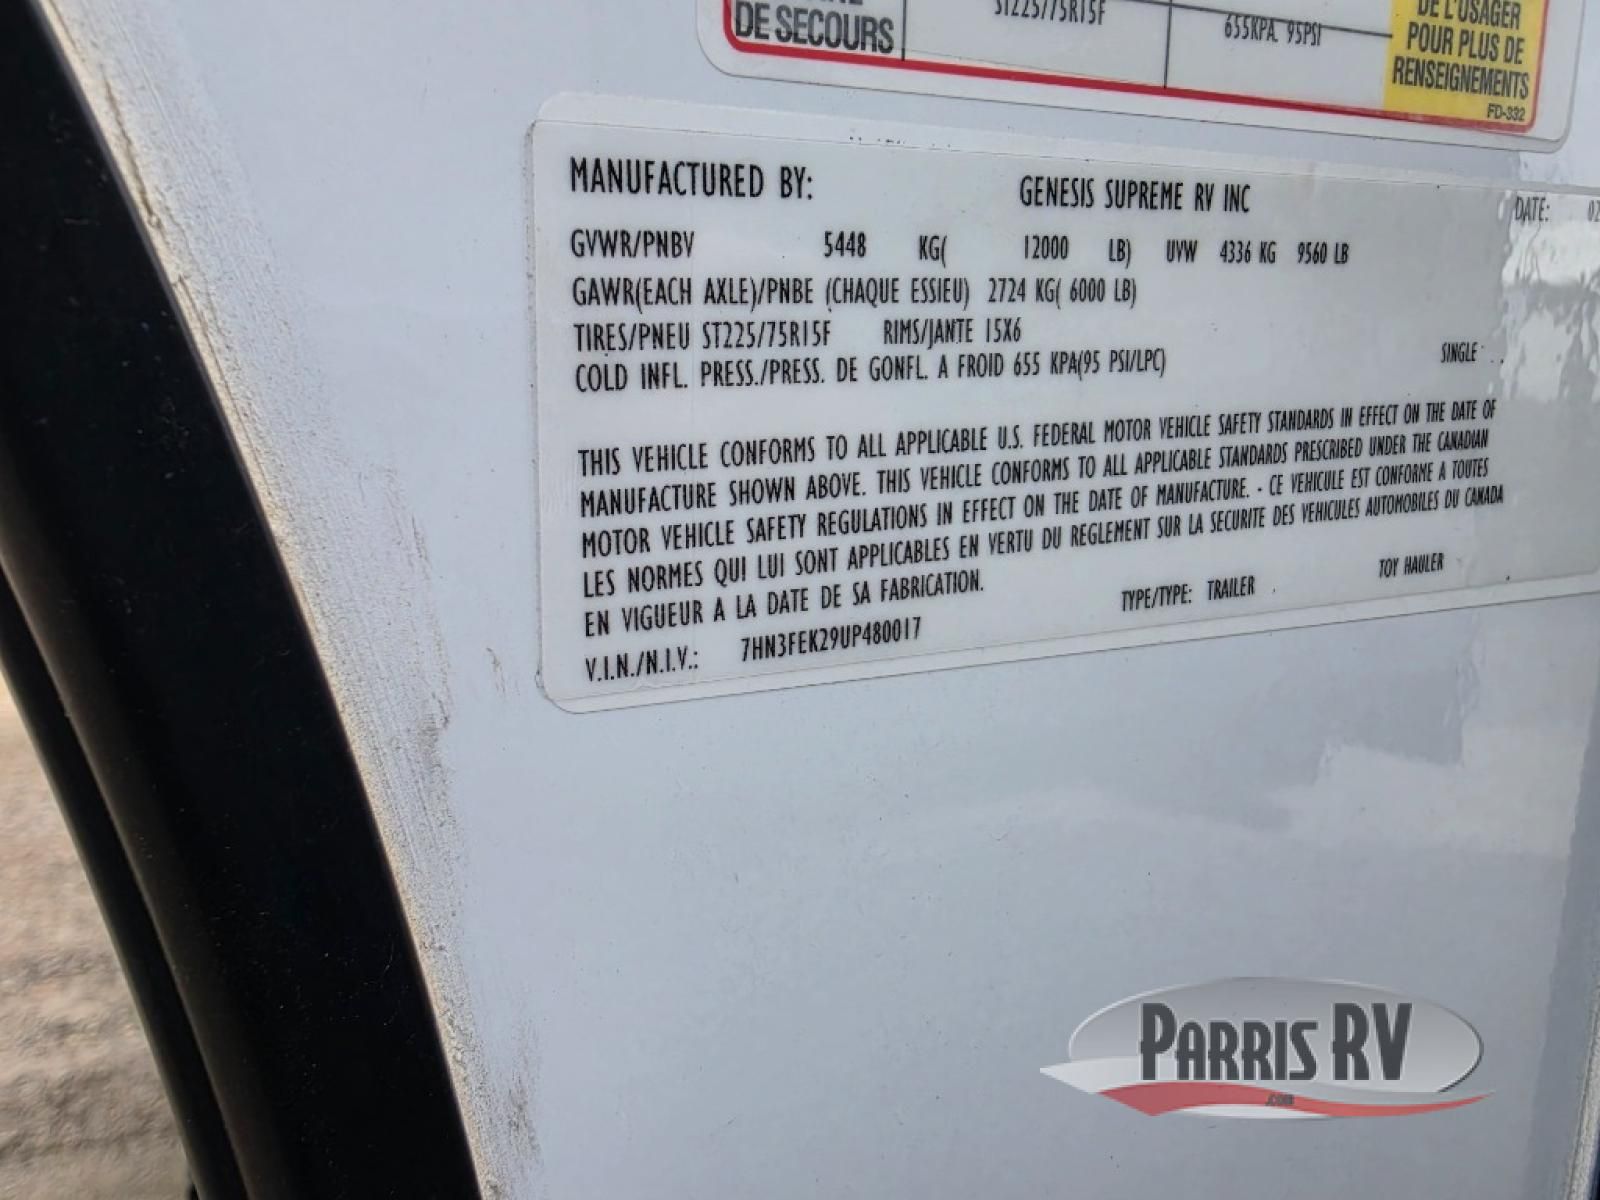 DE SECOURS
ST225/75R15F
655KPA, 95PSI
DE L'USAGER
POUR PLUS DE
RENSEIGNEMENTS
FD-332
MANUFACTURED BY: GENESIS SUPREME RV INC DATE: 02
GVWR/PNBV 5448 KG( 12000 LB) UVW 4336 KG 9560 LB
GAWR(EACH AXLE)/PNBE (CHAQUE ESSIEU) 2724 KG( 6000 LB)
TIRES/PNEU ST225/75R15F RIMS/JANTE 15X6
COLD INFL. PRESS./PRESS. DE GONFL. A FROID 655 KPA(95 PSI/LPC) SINGLE
THIS VEHICLE CONFORMS TO ALL APPLICABLE U.S. FEDERAL MOTOR VEHICLE SAFETY STANDARDS IN EFFECT ON THE DATE OF
MANUFACTURE SHOWN ABOVE. THIS VEHICLE CONFORMS TO ALL APPLICABLE STANDARDS PRESCRIBED UNDER THE CANADIAN
MOTOR VEHICLE SAFETY REGULATIONS IN EFFECT ON THE DATE OF MANUFACTURE. - CE VEHICULE EST CONFORME A TOUTES
LES NORMES QUI LUI SONT APPLICABLES EN VERTU DU REGLEMENT SUR LA SECURITE DES VEHICULES AUTOMOBILES DU CANADA
EN VIGUEUR A LA DATE DE SA FABRICATION.
V.I.N./N.I.V.: 7HN3FEK29UP480017 TYPE/TYPE: TRAILER TOY HAULER
PARRIS RV
.com